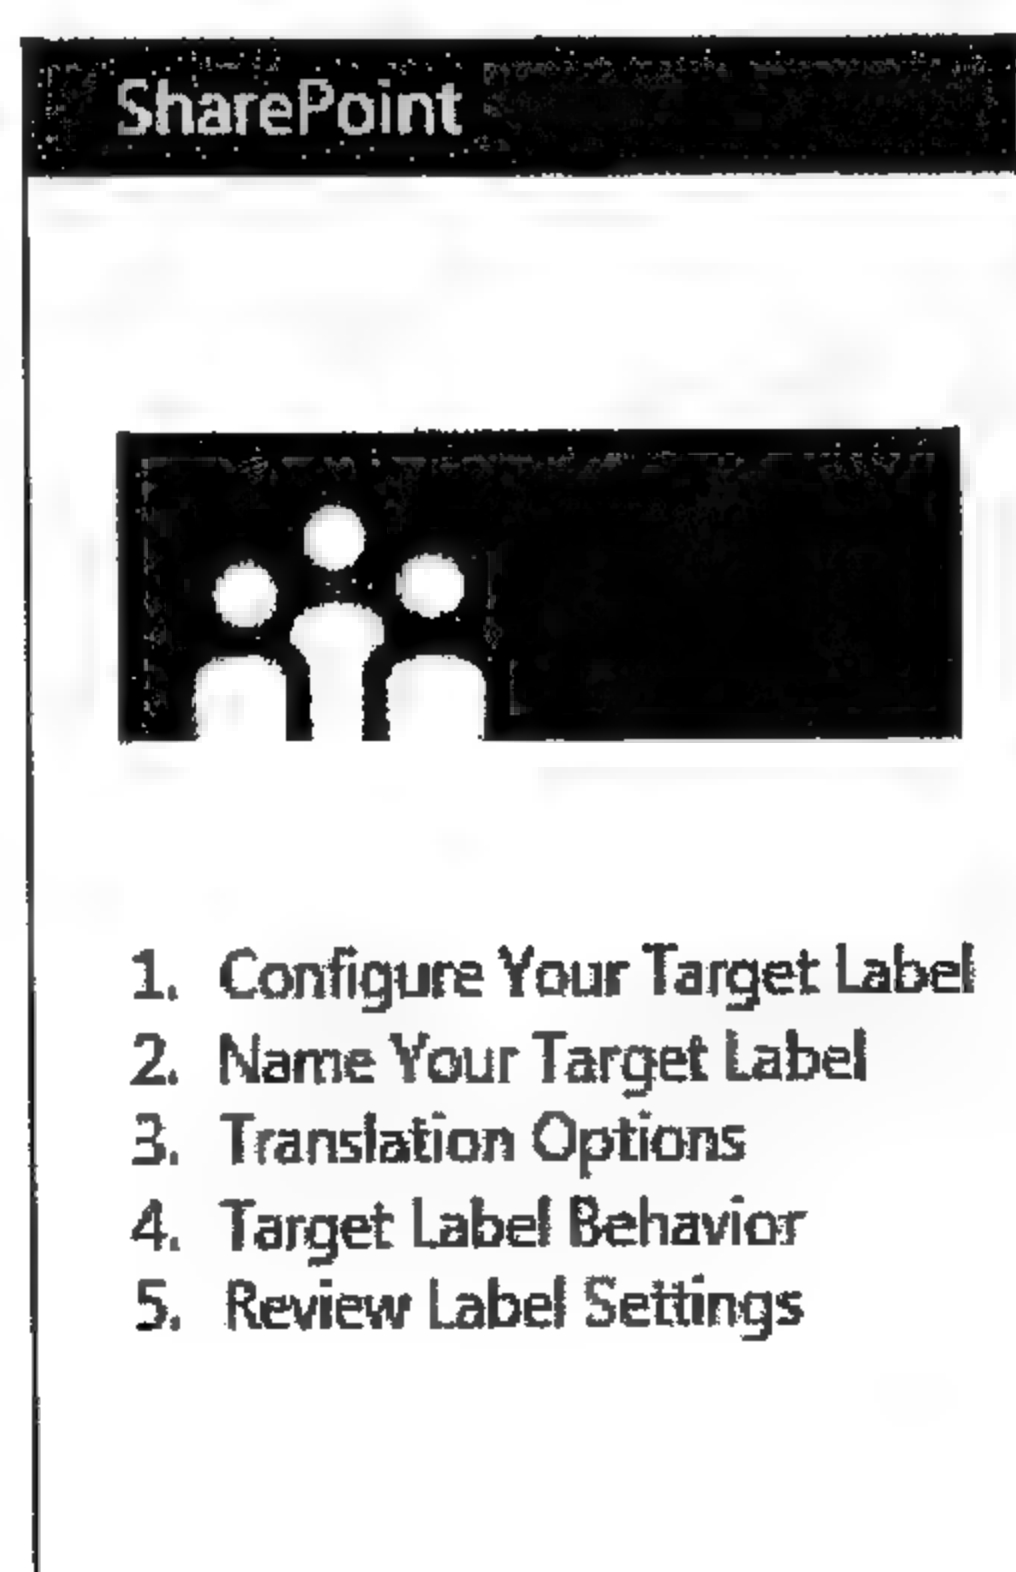 SharePoint
1. Configure Your Target Label
2. Name Your Target Label
3. Translation Options
4. Target Label Behavior
5. Review Label Settings